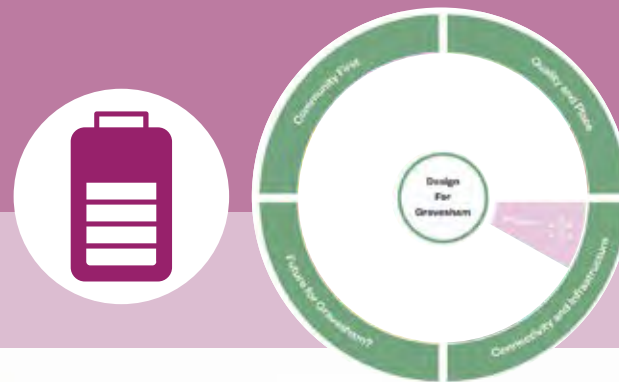 Community First
Quality and Place
Design
For
Gravesham
Future for Gravesham?
Connectivity and Infrastructure